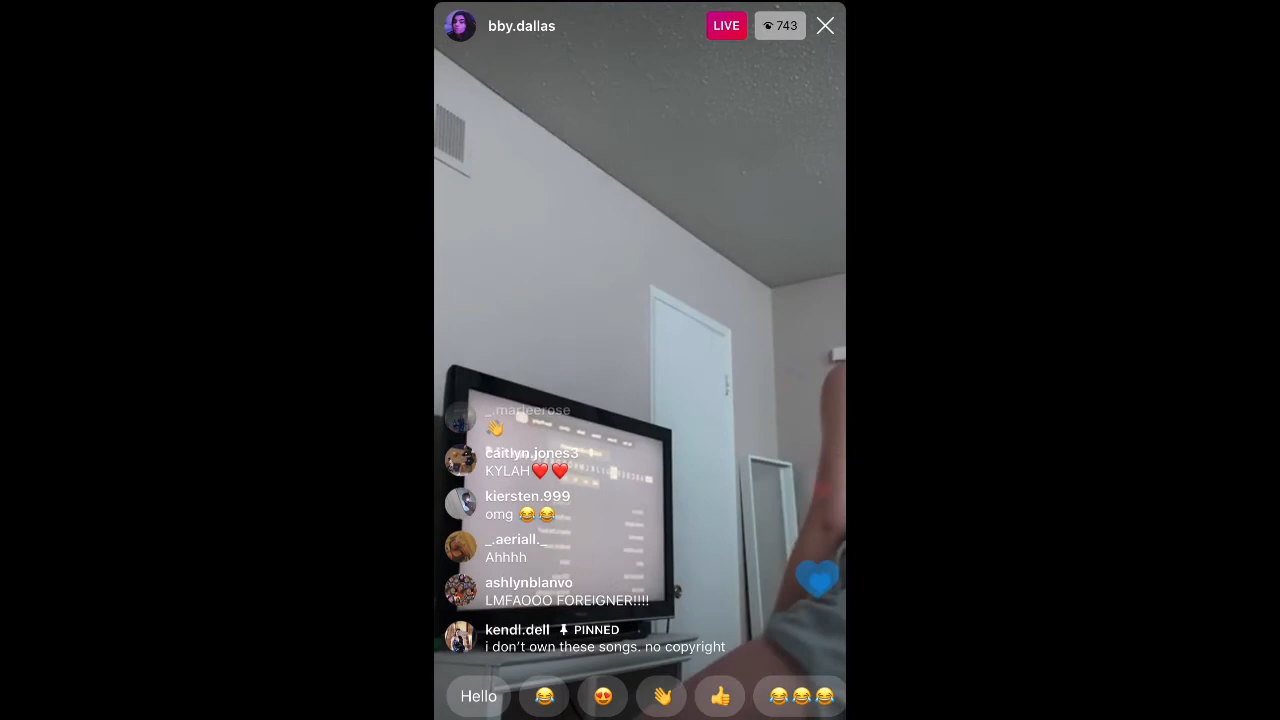 bby.dallas
LIVE
743
_.marleerose
👋
caitlyn.jones3
KYLAH❤️❤️
kiersten.999
omg 😂😂
_.aeriall._
Ahhhh
ashlynblanvo
LMFAOOO FOREIGNER!!!!
kendl.dell PINNED
i don't own these songs. no copyright
Hello 😂 😍 👋 👍 😂😂😂